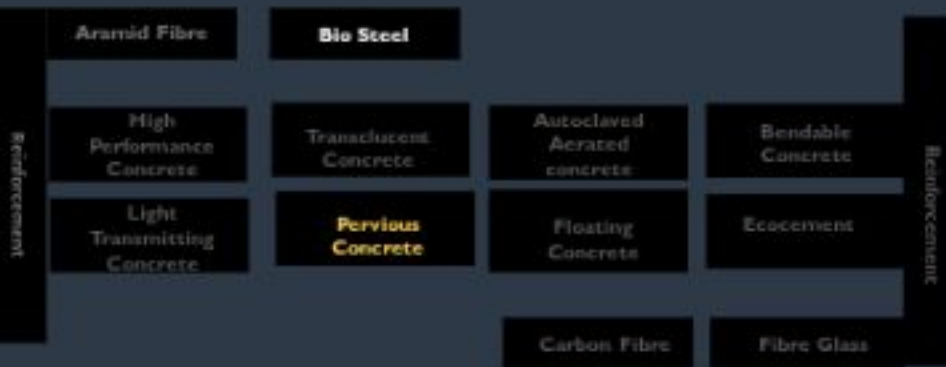 Aramid Fibre
Bio Steel
Reinforcement
High
Performance
Concrete
Translucent
Concrete
Autoclaved
Aerated
concrete
Bendable
Concrete
Reinforcement
Light
Transmitting
Concrete
Pervious
Concrete
Floating
Concrete
Ecocement
Carbon Fibre
Fibre Glass